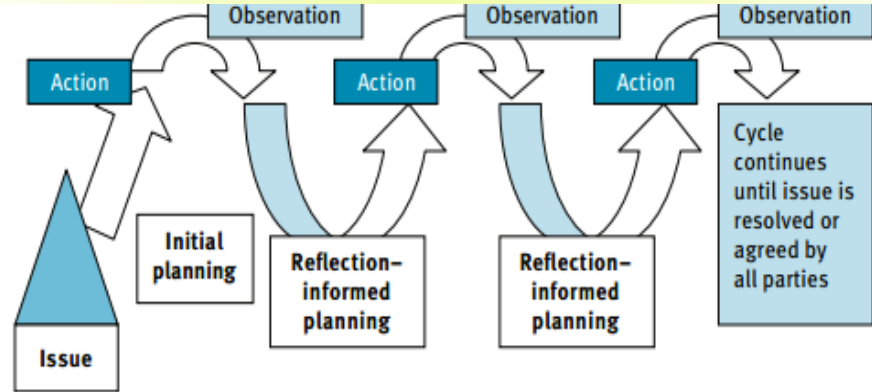 Observation
Observation
Observation
Action
Action
Action
Initial
planning
Reflection–
informed
planning
Reflection–
informed
planning
Cycle
continues
until issue is
resolved or
agreed by
all parties
Issue